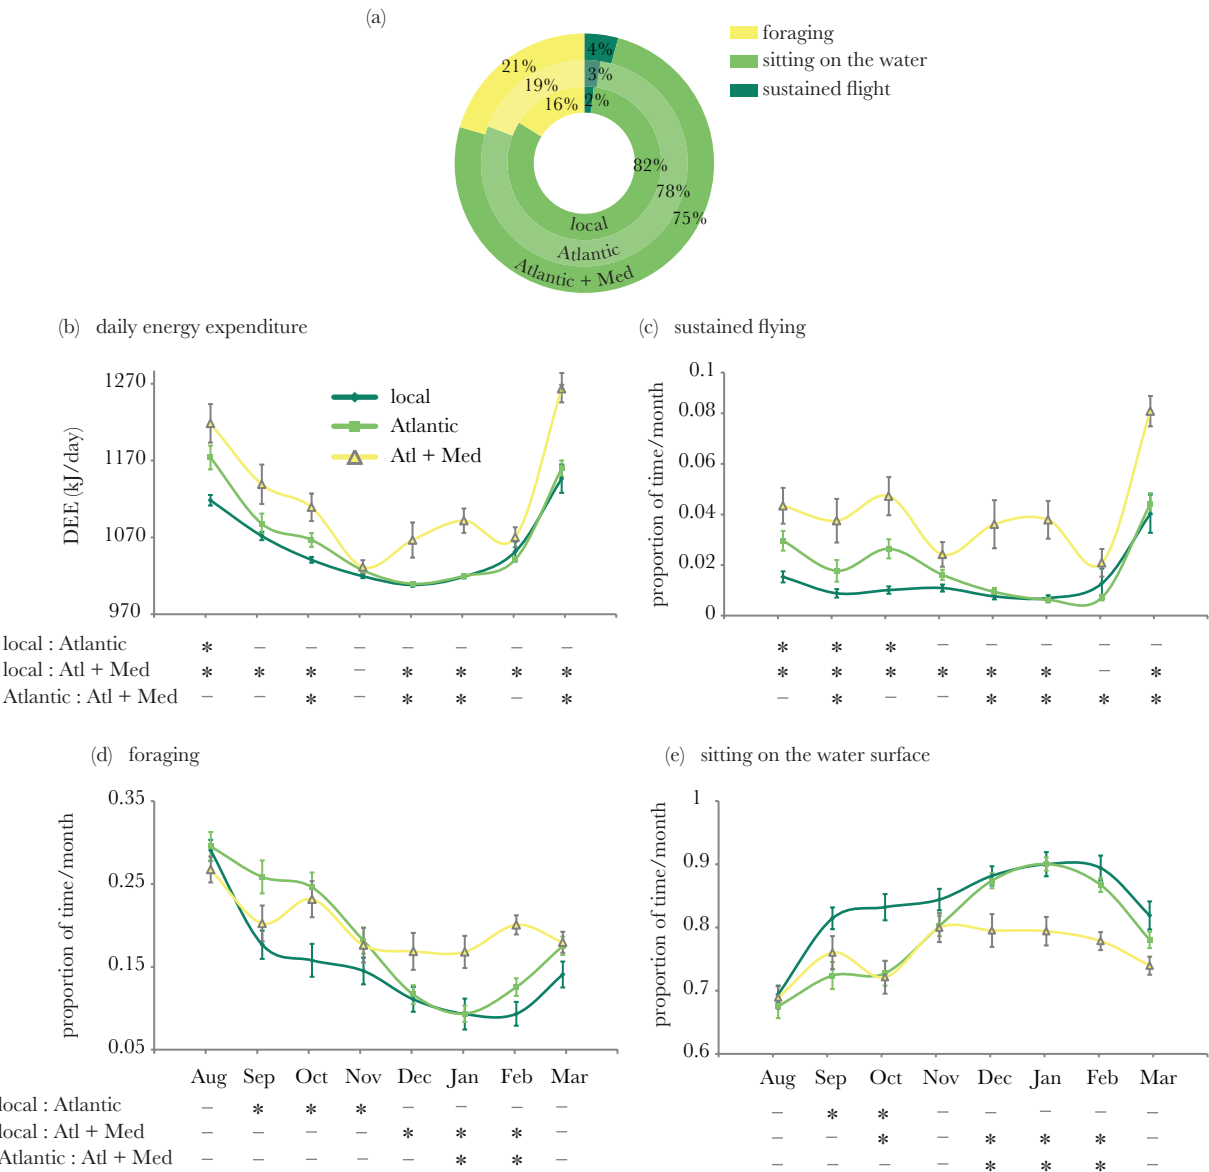 (a)
foraging
sitting on the water
sustained flight
4%
3%
2%
21%
19%
16%
82%
78%
75%
local
Atlantic
Atlantic + Med
(b) daily energy expenditure
DEE (kJ/day)
1270
1170
1070
970
local
Atlantic
Atl + Med
(c) sustained flying
proportion of time/month
0.1
0.08
0.06
0.04
0.02
0
local : Atlantic * – – – – – – – * * * – – – – –
local : Atl + Med * * * – * * * * * * * * * * – *
Atlantic : Atl + Med – – * – * * – * – * – – * * * *
(d) foraging
proportion of time/month
0.35
0.25
0.15
0.05
Aug Sep Oct Nov Dec Jan Feb Mar
(e) sitting on the water surface
proportion of time/month
1
0.9
0.8
0.7
0.6
Aug Sep Oct Nov Dec Jan Feb Mar
local : Atlantic – * * * – – – – – * * – – – – –
local : Atl + Med – – – – * * * – – – * – * * * –
Atlantic : Atl + Med – – – – – * * – – – – – * * * –